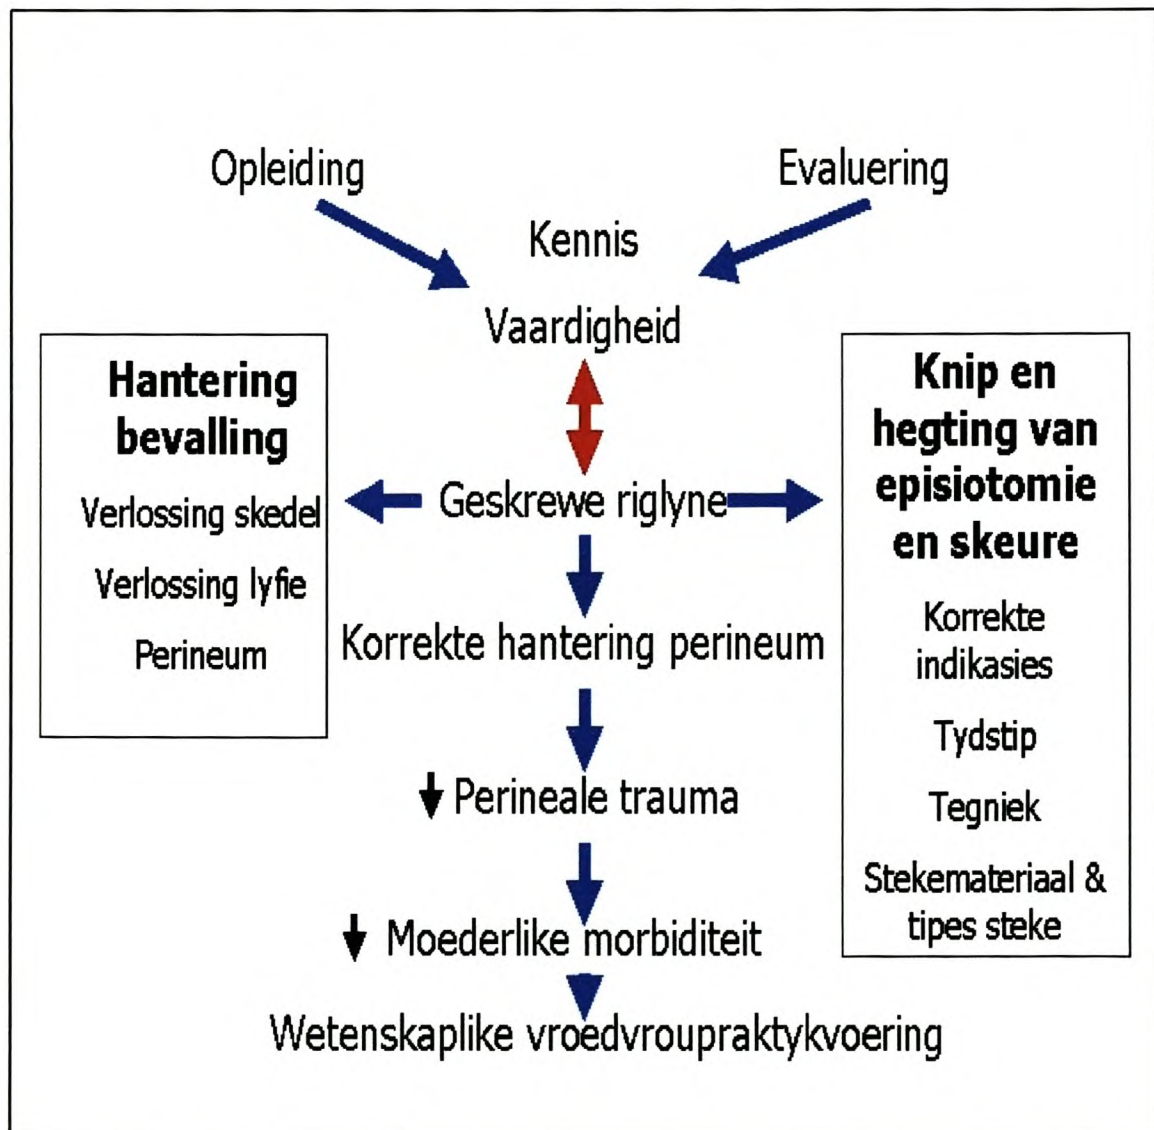 Opleiding
Evaluering
Kennis
Vaardigheid
Hantering
bevalling
Verlossing skedel
Verlossing lyfie
Perineum
Geskrewe riglyne
Korrekte hantering perineum
Perineale trauma
Moederlike morbiditeit
Wetenskaplike vroedvroupraktykvoering
Knip en
hegting van
episiotomie
en skeure
Korrekte
indikasies
Tydstip
Tegniek
Stekemateriaal &
tipes steke